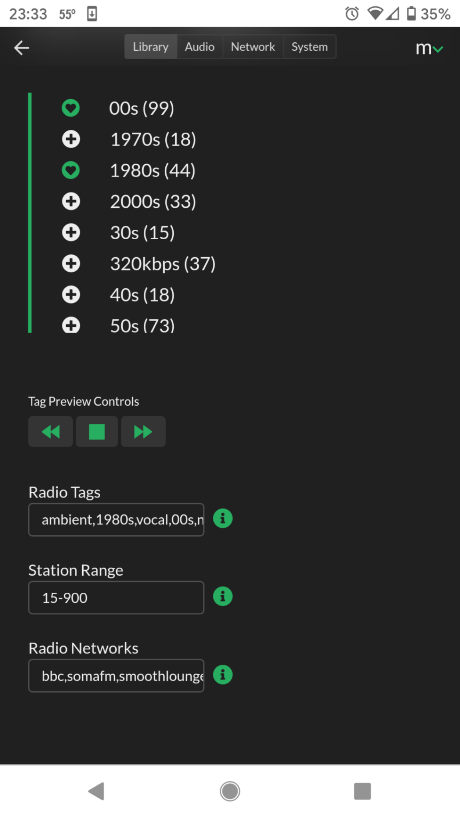 23:33 55° 35%
Library Audio Network System m
00s (99)
1970s (18)
1980s (44)
2000s (33)
30s (15)
320kbps (37)
40s (18)
50s (73)
Tag Preview Controls
Radio Tags
ambient,1980s,vocal,00s,
Station Range
15-900
Radio Networks
bbc,somafm,smoothlounge